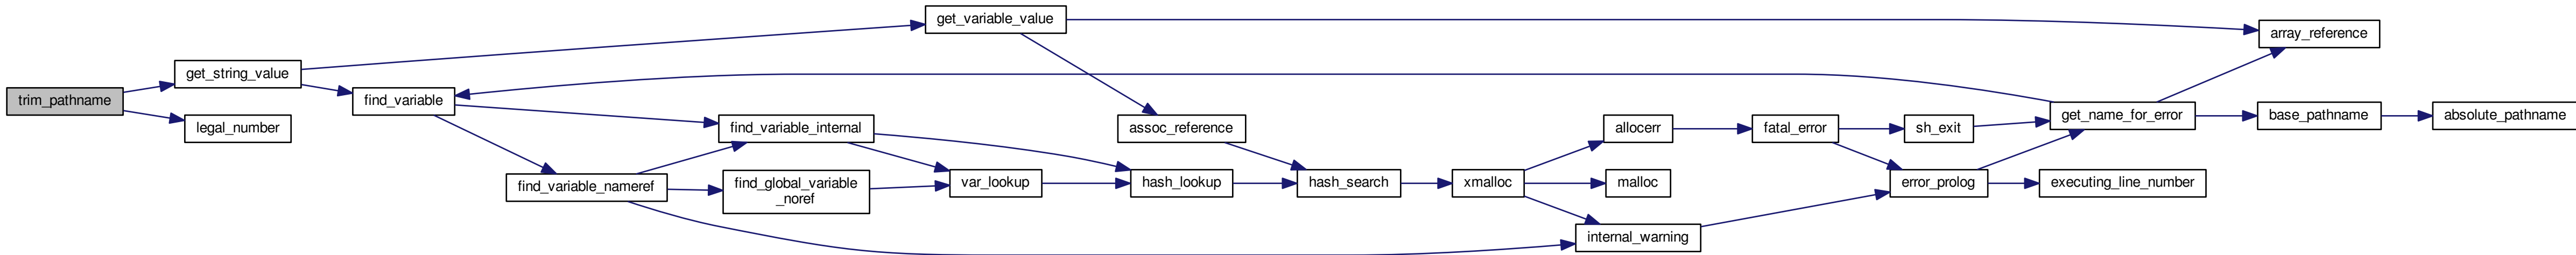 trim_pathname
get_string_value
legal_number
find_variable
find_variable_nameref
find_variable_internal
find_global_variable
_noref
get_variable_value
var_lookup
assoc_reference
hash_lookup
hash_search
xmalloc
allocerr
malloc
internal_warning
fatal_error
sh_exit
error_prolog
get_name_for_error
executing_line_number
array_reference
base_pathname
absolute_pathname